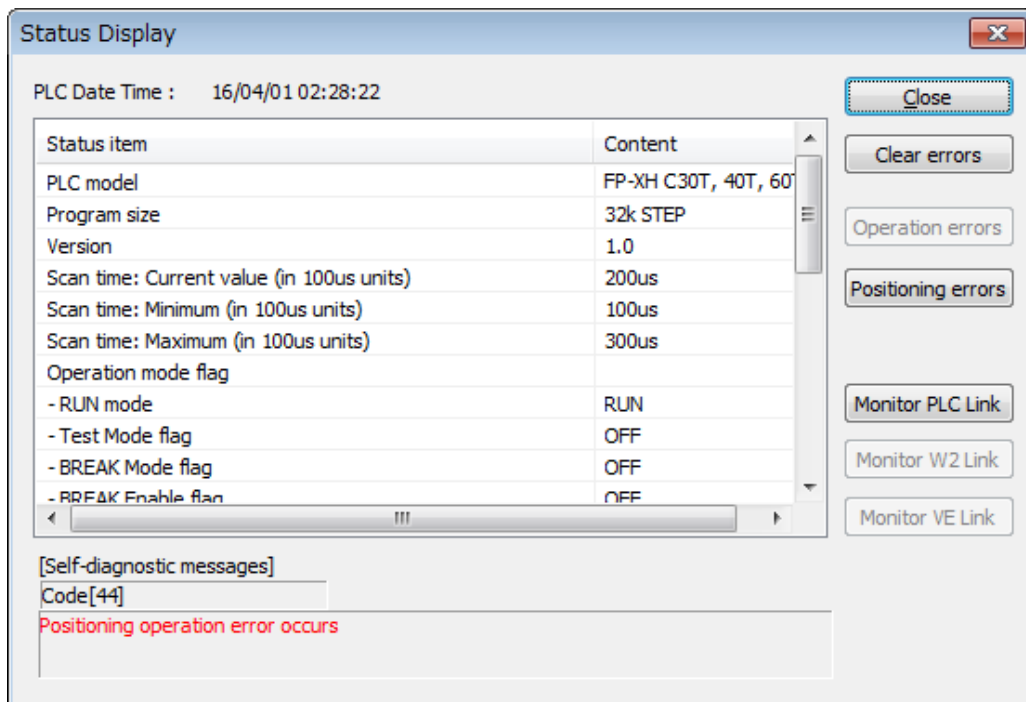 Status Display
PLC Date Time : 16/04/01 02:28:22
Close
Status item Content
Clear errors
PLC model FP-XH C30T, 40T, 60T
Program size 32k STEP
Operation errors
Version 1.0
Scan time: Current value (in 100us units) 200us
Positioning errors
Scan time: Minimum (in 100us units) 100us
Scan time: Maximum (in 100us units) 300us
Operation mode flag
- RUN mode RUN
Monitor PLC Link
- Test Mode flag OFF
- BREAK Mode flag OFF
Monitor W2 Link
- BREAK Enable flag OFF
Monitor VE Link
[Self-diagnostic messages]
Code[44]
Positioning operation error occurs